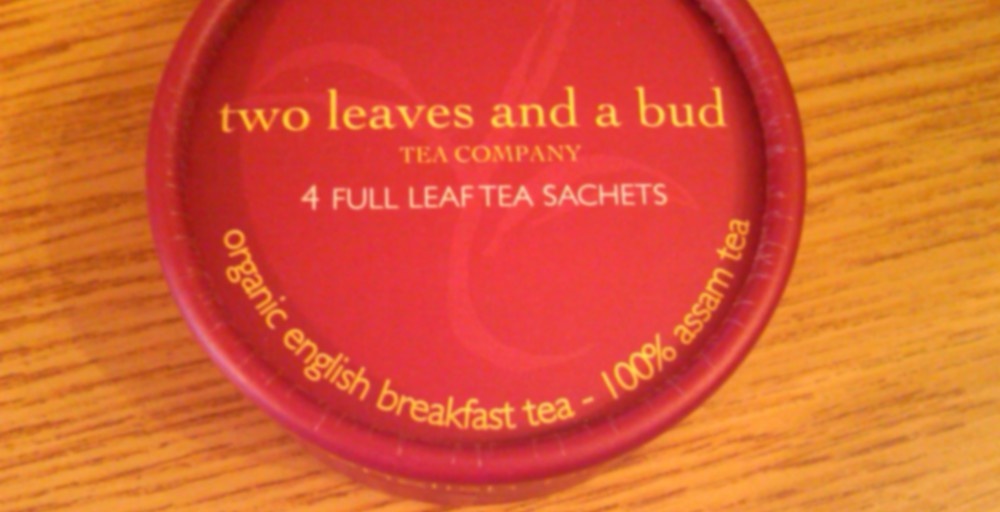 two leaves and a bud
TEA COMPANY
4 FULL LEAF TEA SACHETS
organic english breakfast tea - 100% assam tea